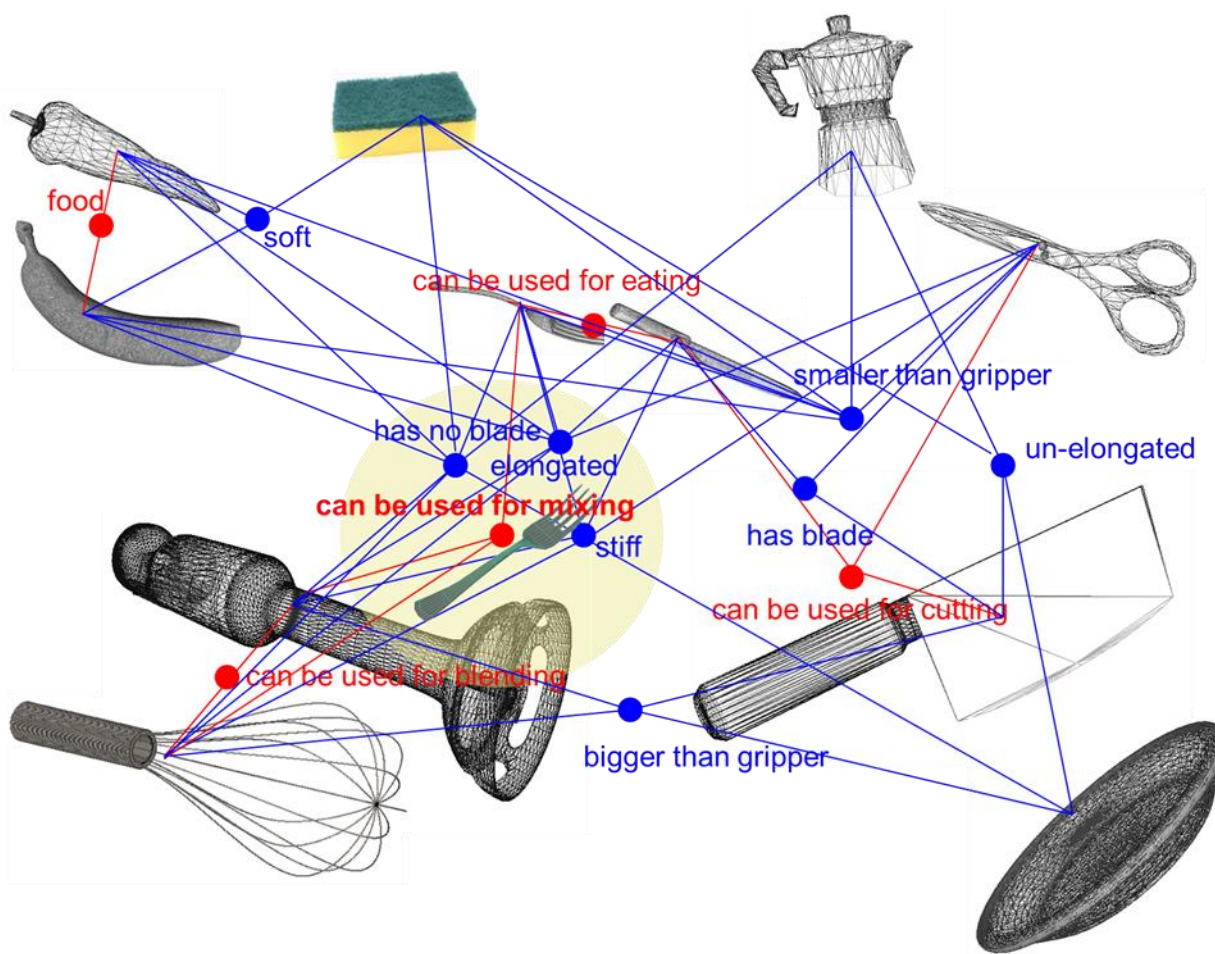 food
soft
can be used for eating
smaller than gripper
has no blade
elongated
un-elongated
can be used for mixing
stiff
has blade
can be used for cutting
can be used for blending
bigger than gripper